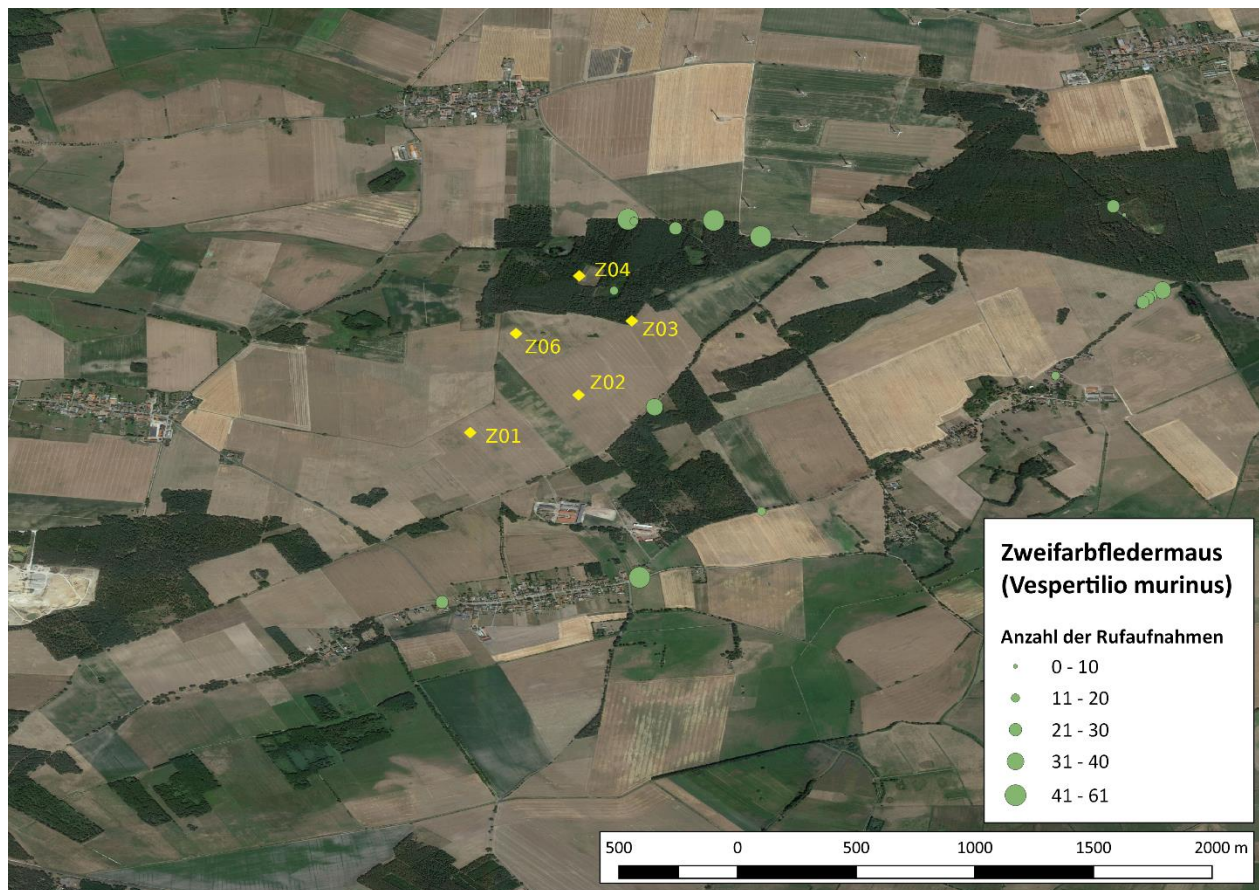 Z04
Z03
Z06
Z02
Z01
Zweifarbfledermaus
(Vespertilio murinus)
Anzahl der Rufaufnahmen
0 - 10
11 - 20
21 - 30
31 - 40
41 - 61
500 0 500 1000 1500 2000 m